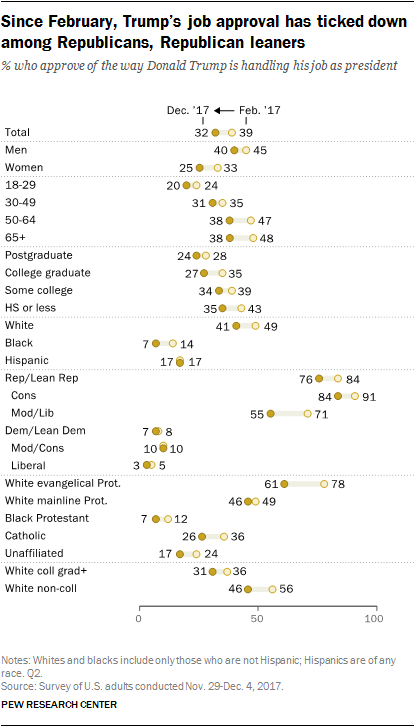 Since February, Trump’s job approval has ticked down
among Republicans, Republican leaners
% who approve of the way Donald Trump is handling his job as president
Dec. ’17 Feb. ’17
Total 32 39
Men 40 45
Women 25 33
18-29 20 24
30-49 31 35
50-64 38 47
65+ 38 48
Postgraduate 24 28
College graduate 27 35
Some college 34 39
HS or less 35 43
White 41 49
Black 7 14
Hispanic 17 17
Rep/Lean Rep 76 84
Cons 84 91
Mod/Lib 55 71
Dem/Lean Dem 7 8
Mod/Cons 10 10
Liberal 3 5
White evangelical Prot. 61 78
White mainline Prot. 46 49
Black Protestant 7 12
Catholic 26 36
Unaffiliated 17 24
White coll grad+ 31 36
White non-coll 46 56
0 50 100
Notes: Whites and blacks include only those who are not Hispanic; Hispanics are of any
race. Q2.
Source: Survey of U.S. adults conducted Nov. 29-Dec. 4, 2017.
PEW RESEARCH CENTER